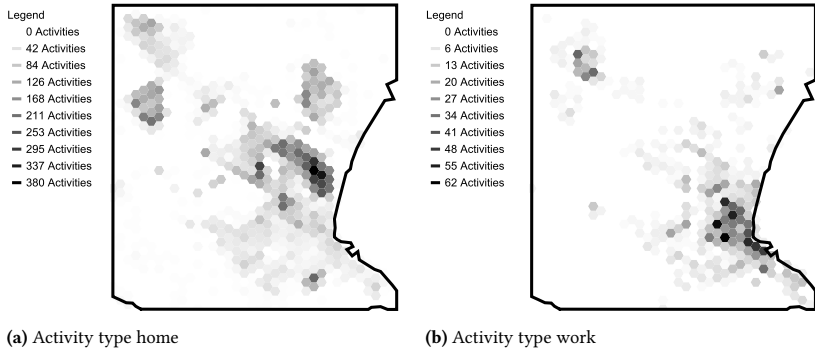 Legend
0 Activities
42 Activities
84 Activities
126 Activities
168 Activities
211 Activities
253 Activities
295 Activities
337 Activities
380 Activities
(a) Activity type home
Legend
0 Activities
6 Activities
13 Activities
20 Activities
27 Activities
34 Activities
41 Activities
48 Activities
55 Activities
62 Activities
(b) Activity type work